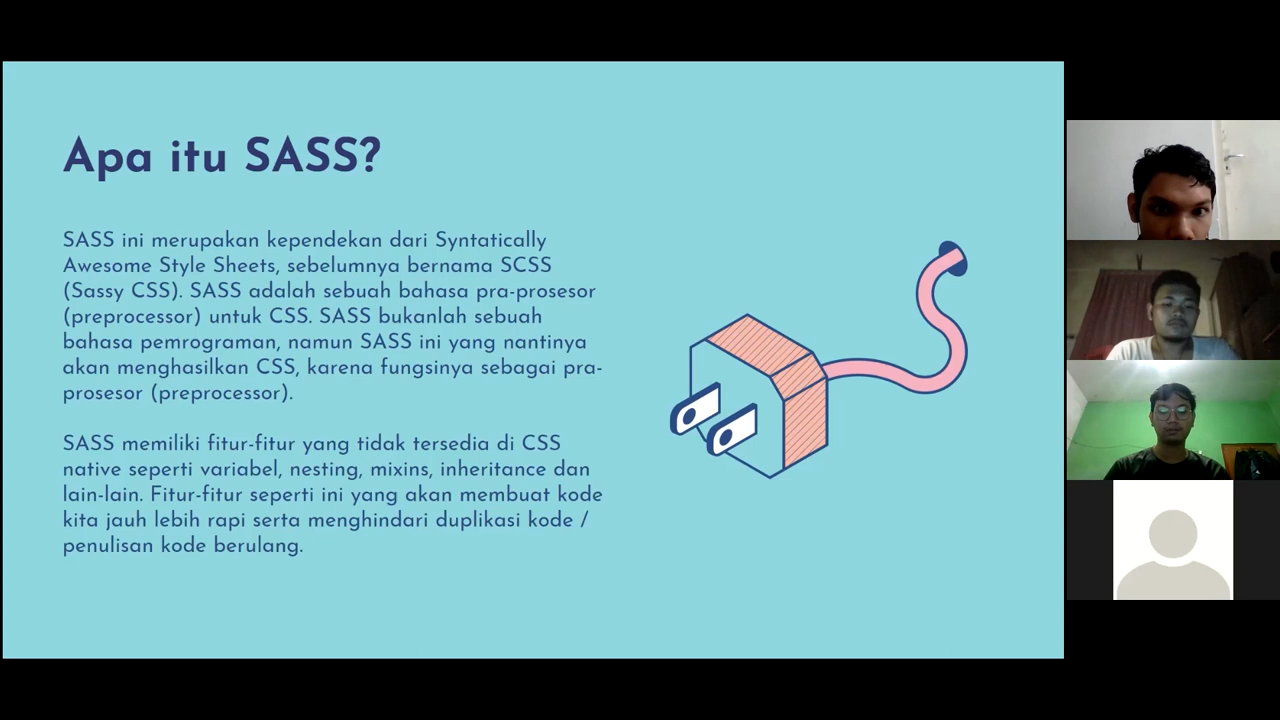 Apa itu SASS?
SASS ini merupakan kependekan dari Syntatically
Awesome Style Sheets, sebelumnya bernama SCSS
(Sassy CSS). SASS adalah sebuah bahasa pra-prosesor
(preprocessor) untuk CSS. SASS bukanlah sebuah
bahasa pemrograman, namun SASS ini yang nantinya
akan menghasilkan CSS, karena fungsinya sebagai pra-
prosesor (preprocessor).
SASS memiliki fitur-fitur yang tidak tersedia di CSS
native seperti variabel, nesting, mixins, inheritance dan
lain-lain. Fitur-fitur seperti ini yang akan membuat kode
kita jauh lebih rapi serta menghindari duplikasi kode /
penulisan kode berulang.